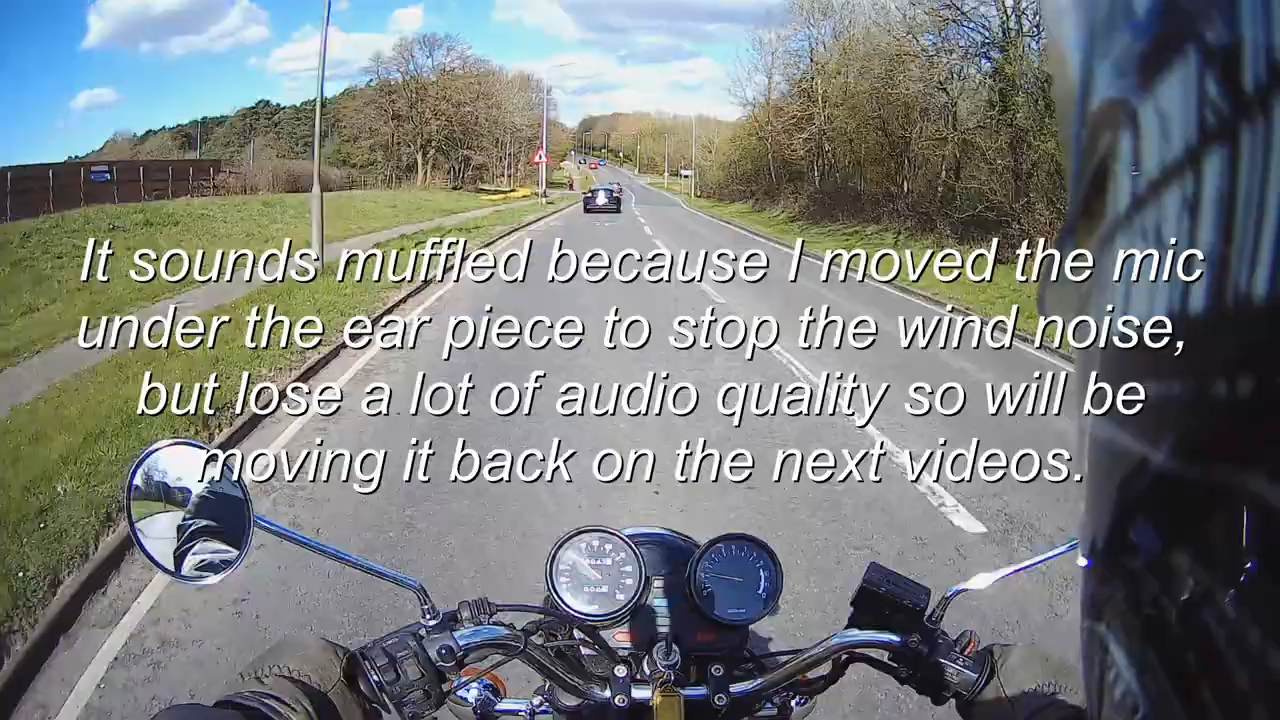 It sounds muffled because I moved the mic
under the ear piece to stop the wind noise,
but lose a lot of audio quality so will be
moving it back on the next videos.